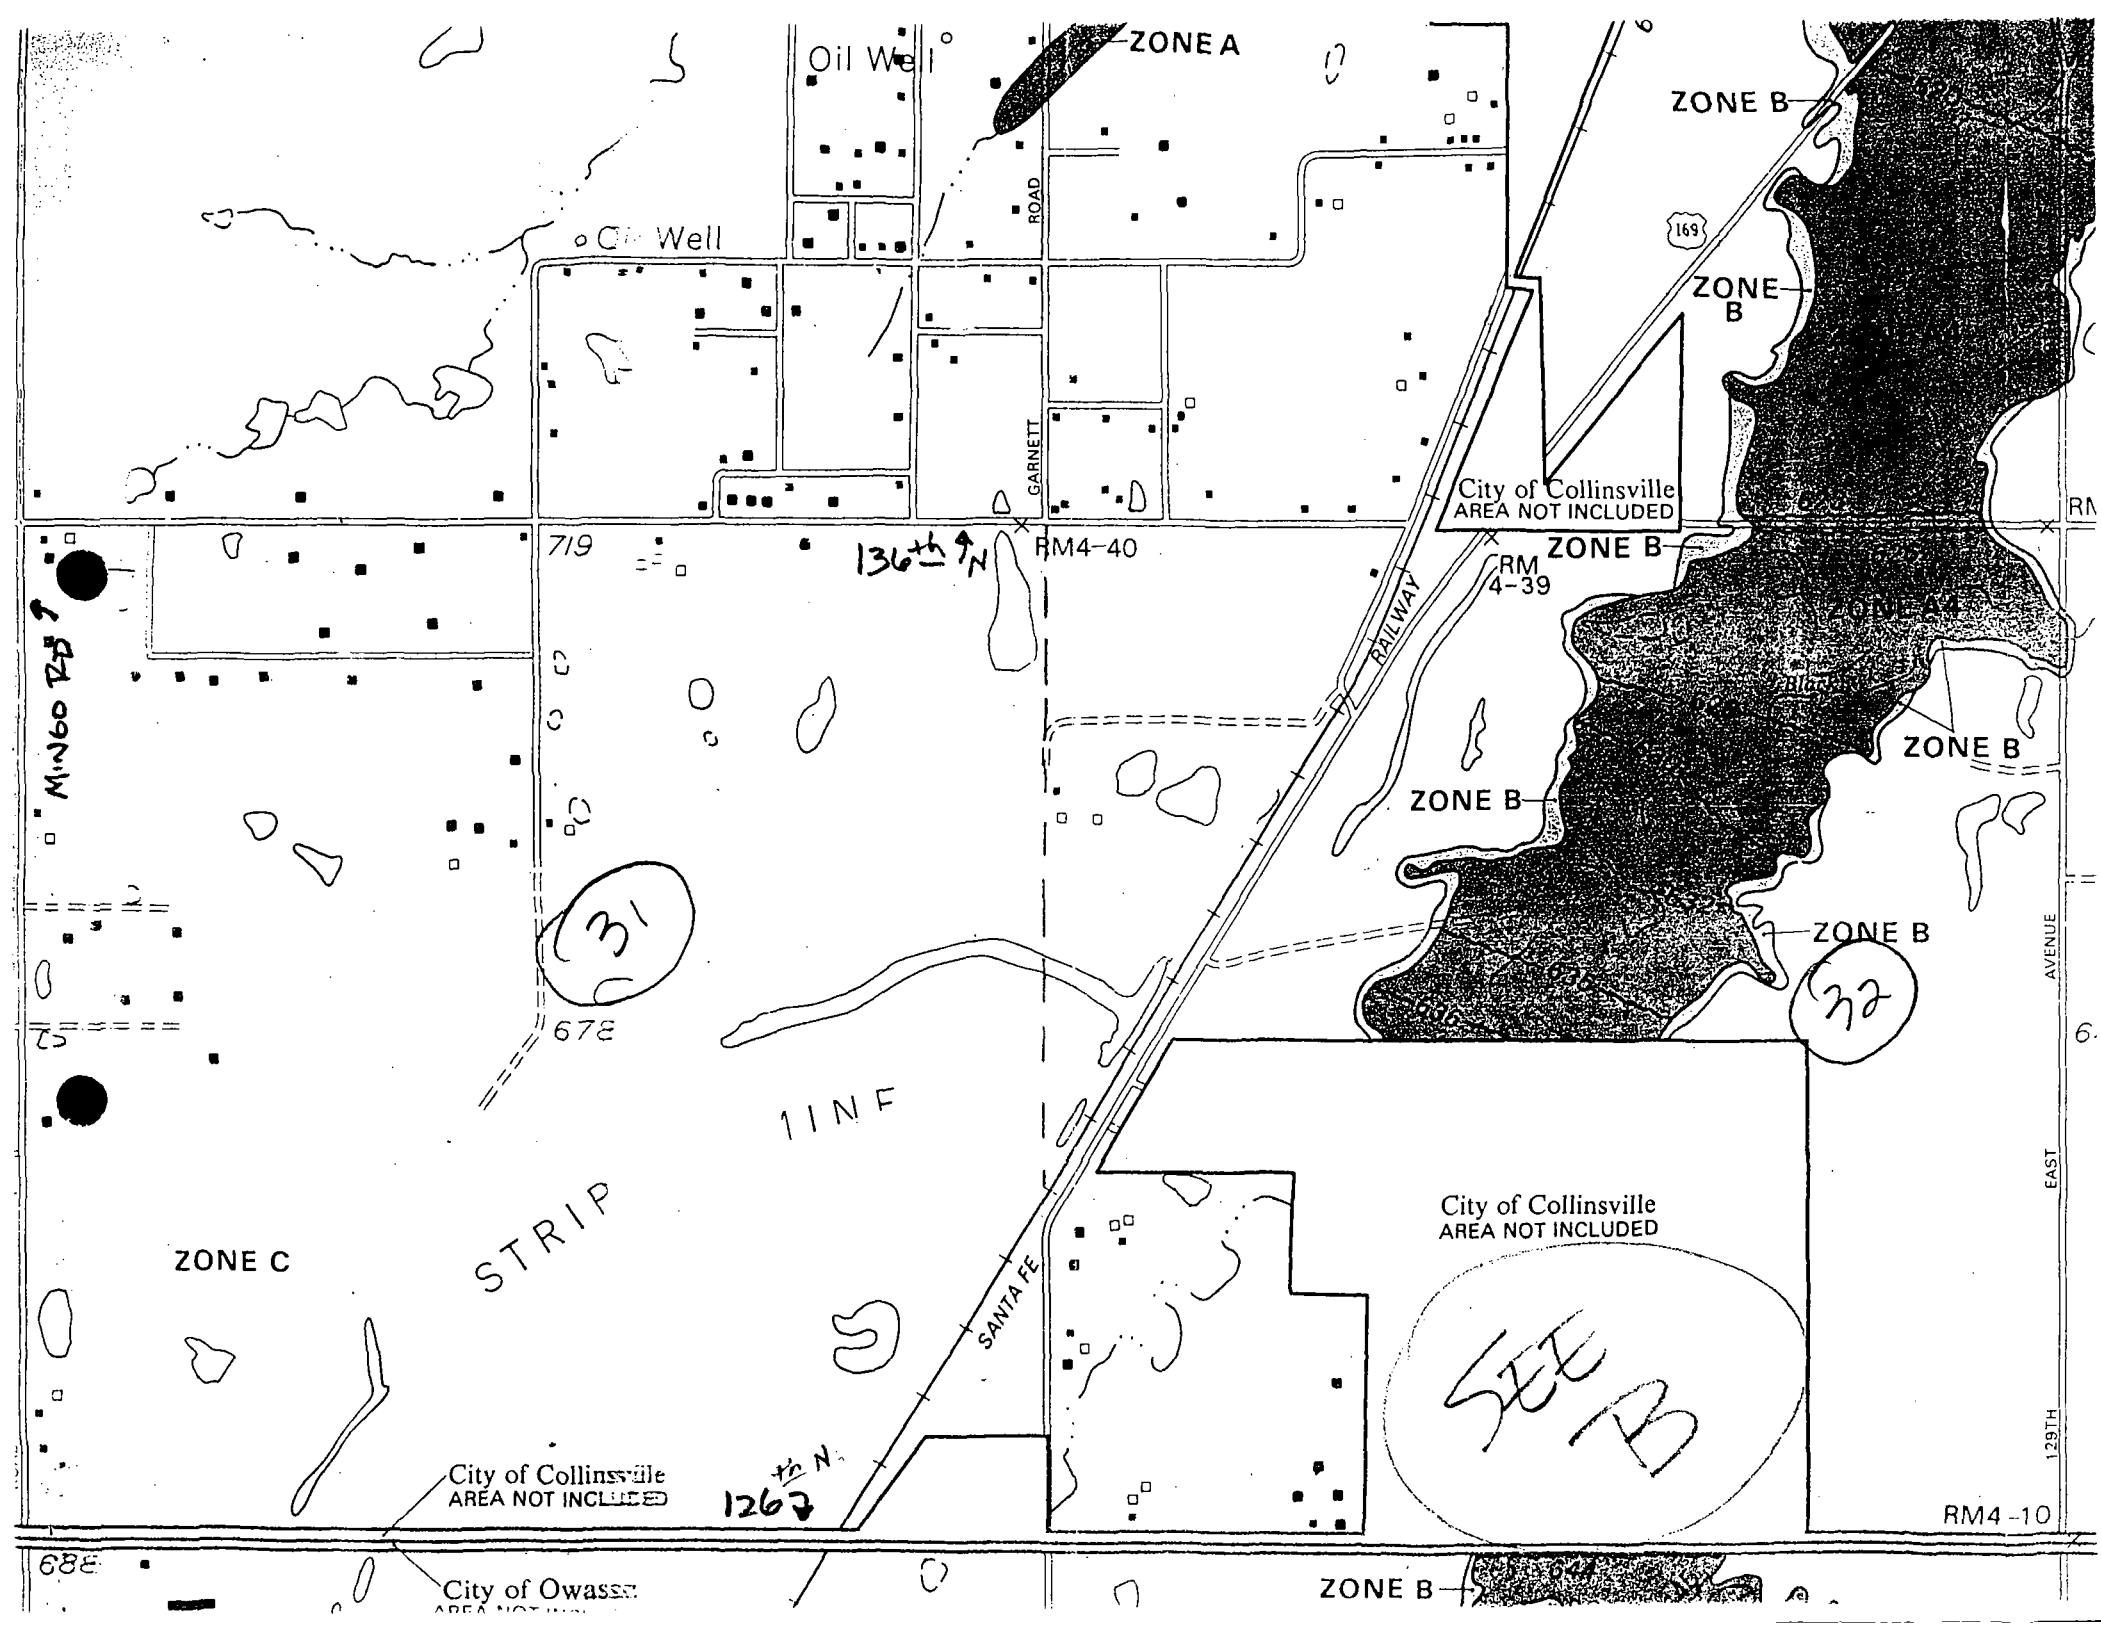 ZONE A
Oil Well
ZONE B
ROAD
169
Well
ZONE
B
GARNETT
City of Collinsville
AREA NOT INCLUDED
719
136th N
RM4-40
ZONE B
RM
4-39
ZONE A4
MINGO RD
RAILWAY
ZONE B
ZONE B
31
ZONE B
AVENUE
32
678
STRIP
EAST
City of Collinsville
AREA NOT INCLUDED
ZONE C
SANTA FE
SEE
B
129TH
City of Collinsville
AREA NOT INCLUDED
126th N.
RM4-10
688
City of Owasso
ZONE B